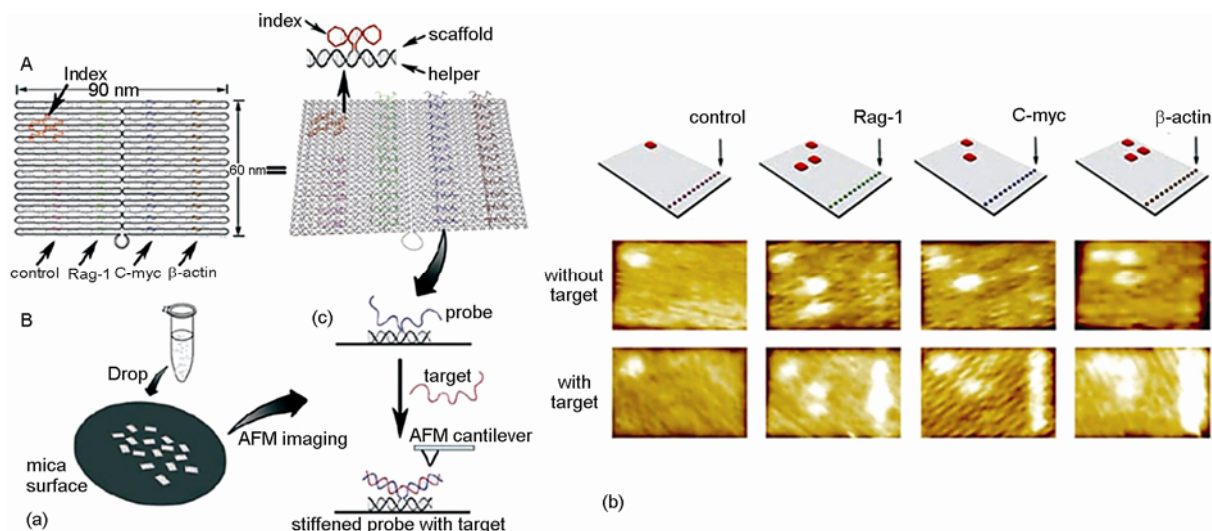 index
scaffold
helper
A
Index
90 nm
60 nm
control
Rag-1
C-myc
β-actin
B
Drop
mica
surface
AFM imaging
(a)
(c)
probe
target
AFM cantilever
stiffened probe with target
control
Rag-1
C-myc
β-actin
without
target
with
target
(b)